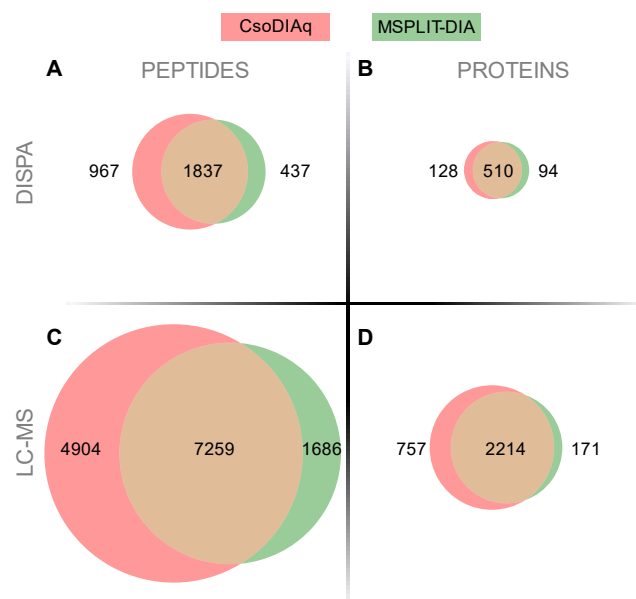 CsoDIAq MSPLIT-DIA
A B
PEPTIDES PROTEINS
DISPA
967 1837 437
128 510 94
C D
LC-MS
4904 7259 1686
757 2214 171